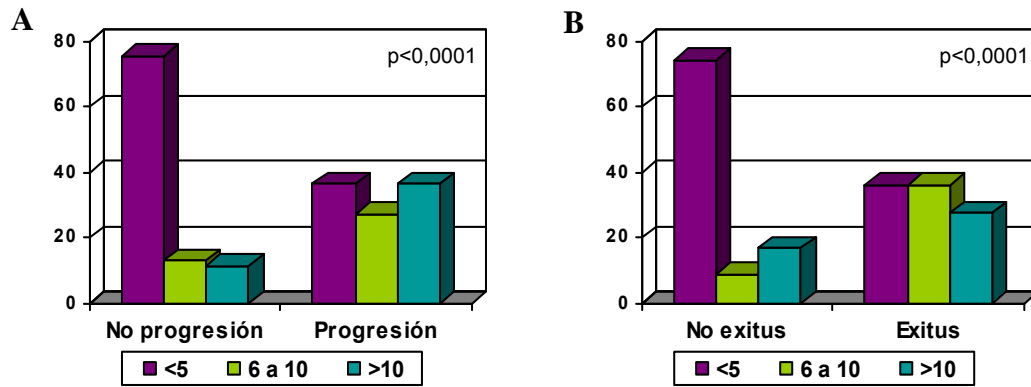 A
80
60
40
20
0
p<0,0001
No progresión Progresión
<5 6 a 10 >10
B
80
60
40
20
0
p<0,0001
No exitus Exitus
<5 6 a 10 >10